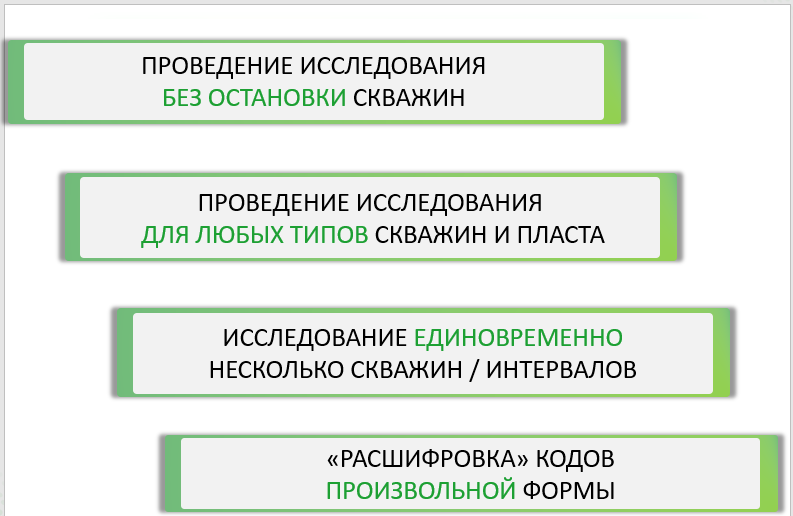 ПРОВЕДЕНИЕ ИССЛЕДОВАНИЯ
БЕЗ ОСТАНОВКИ СКВАЖИН
ПРОВЕДЕНИЕ ИССЛЕДОВАНИЯ
ДЛЯ ЛЮБЫХ ТИПОВ СКВАЖИН И ПЛАСТА
ИССЛЕДОВАНИЕ ЕДИНОВРЕМЕННО
НЕСКОЛЬКО СКВАЖИН / ИНТЕРВАЛОВ
«РАСШИФРОВКА» КОДОВ
ПРОИЗВОЛЬНОЙ ФОРМЫ